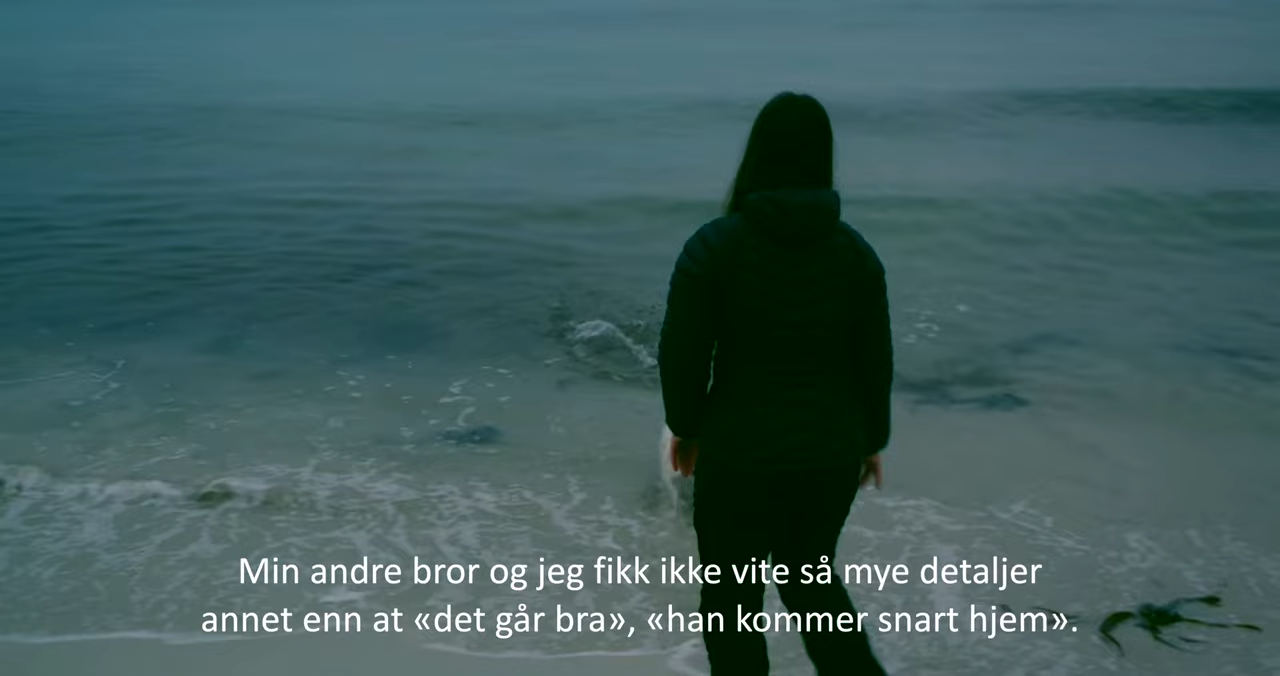 Min andre bror og jeg fikk ikke vite så mye detaljer
annet enn at «det går bra», «han kommer snart hjem».